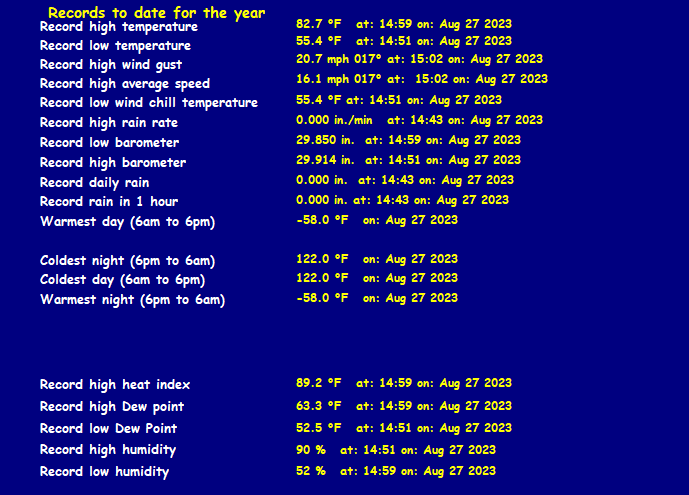 Records to date for the year
Record high temperature 82.7 °F at: 14:59 on: Aug 27 2023
Record low temperature 55.4 °F at: 14:51 on: Aug 27 2023
Record high wind gust 20.7 mph 017° at: 15:02 on: Aug 27 2023
Record high average speed 16.1 mph 017° at: 15:02 on: Aug 27 2023
Record low wind chill temperature 55.4 °F at: 14:51 on: Aug 27 2023
Record high rain rate 0.000 in./min at: 14:43 on: Aug 27 2023
Record low barometer 29.850 in. at: 14:59 on: Aug 27 2023
Record high barometer 29.914 in. at: 14:51 on: Aug 27 2023
Record daily rain 0.000 in. at: 14:43 on: Aug 27 2023
Record rain in 1 hour 0.000 in. at: 14:43 on: Aug 27 2023
Warmest day (6am to 6pm) -58.0 °F on: Aug 27 2023
Coldest night (6pm to 6am) 122.0 °F on: Aug 27 2023
Coldest day (6am to 6pm) 122.0 °F on: Aug 27 2023
Warmest night (6pm to 6am) -58.0 °F on: Aug 27 2023
Record high heat index 89.2 °F at: 14:59 on: Aug 27 2023
Record high Dew point 63.3 °F at: 14:59 on: Aug 27 2023
Record low Dew Point 52.5 °F at: 14:51 on: Aug 27 2023
Record high humidity 90 % at: 14:51 on: Aug 27 2023
Record low humidity 52 % at: 14:59 on: Aug 27 2023